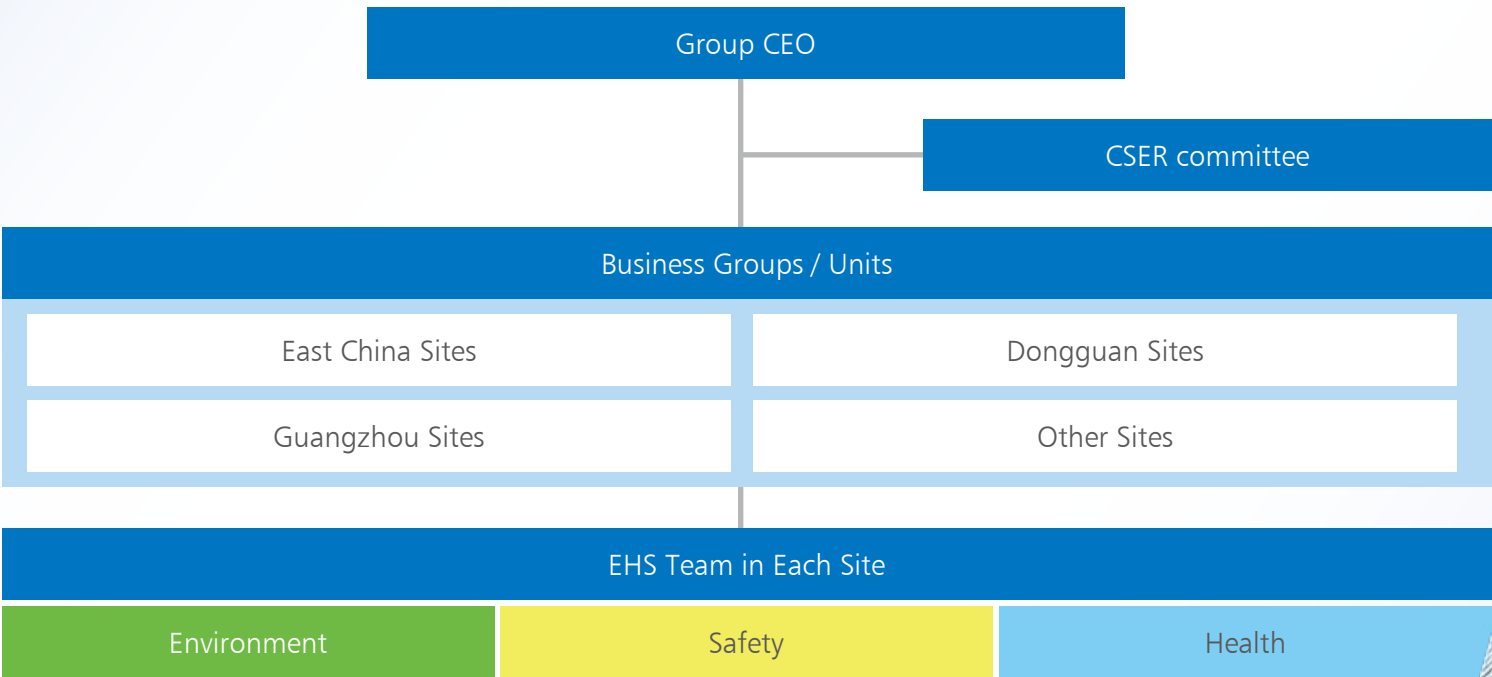 Group CEO
CSER committee
Business Groups / Units
East China Sites
Dongguan Sites
Guangzhou Sites
Other Sites
EHS Team in Each Site
Environment
Safety
Health